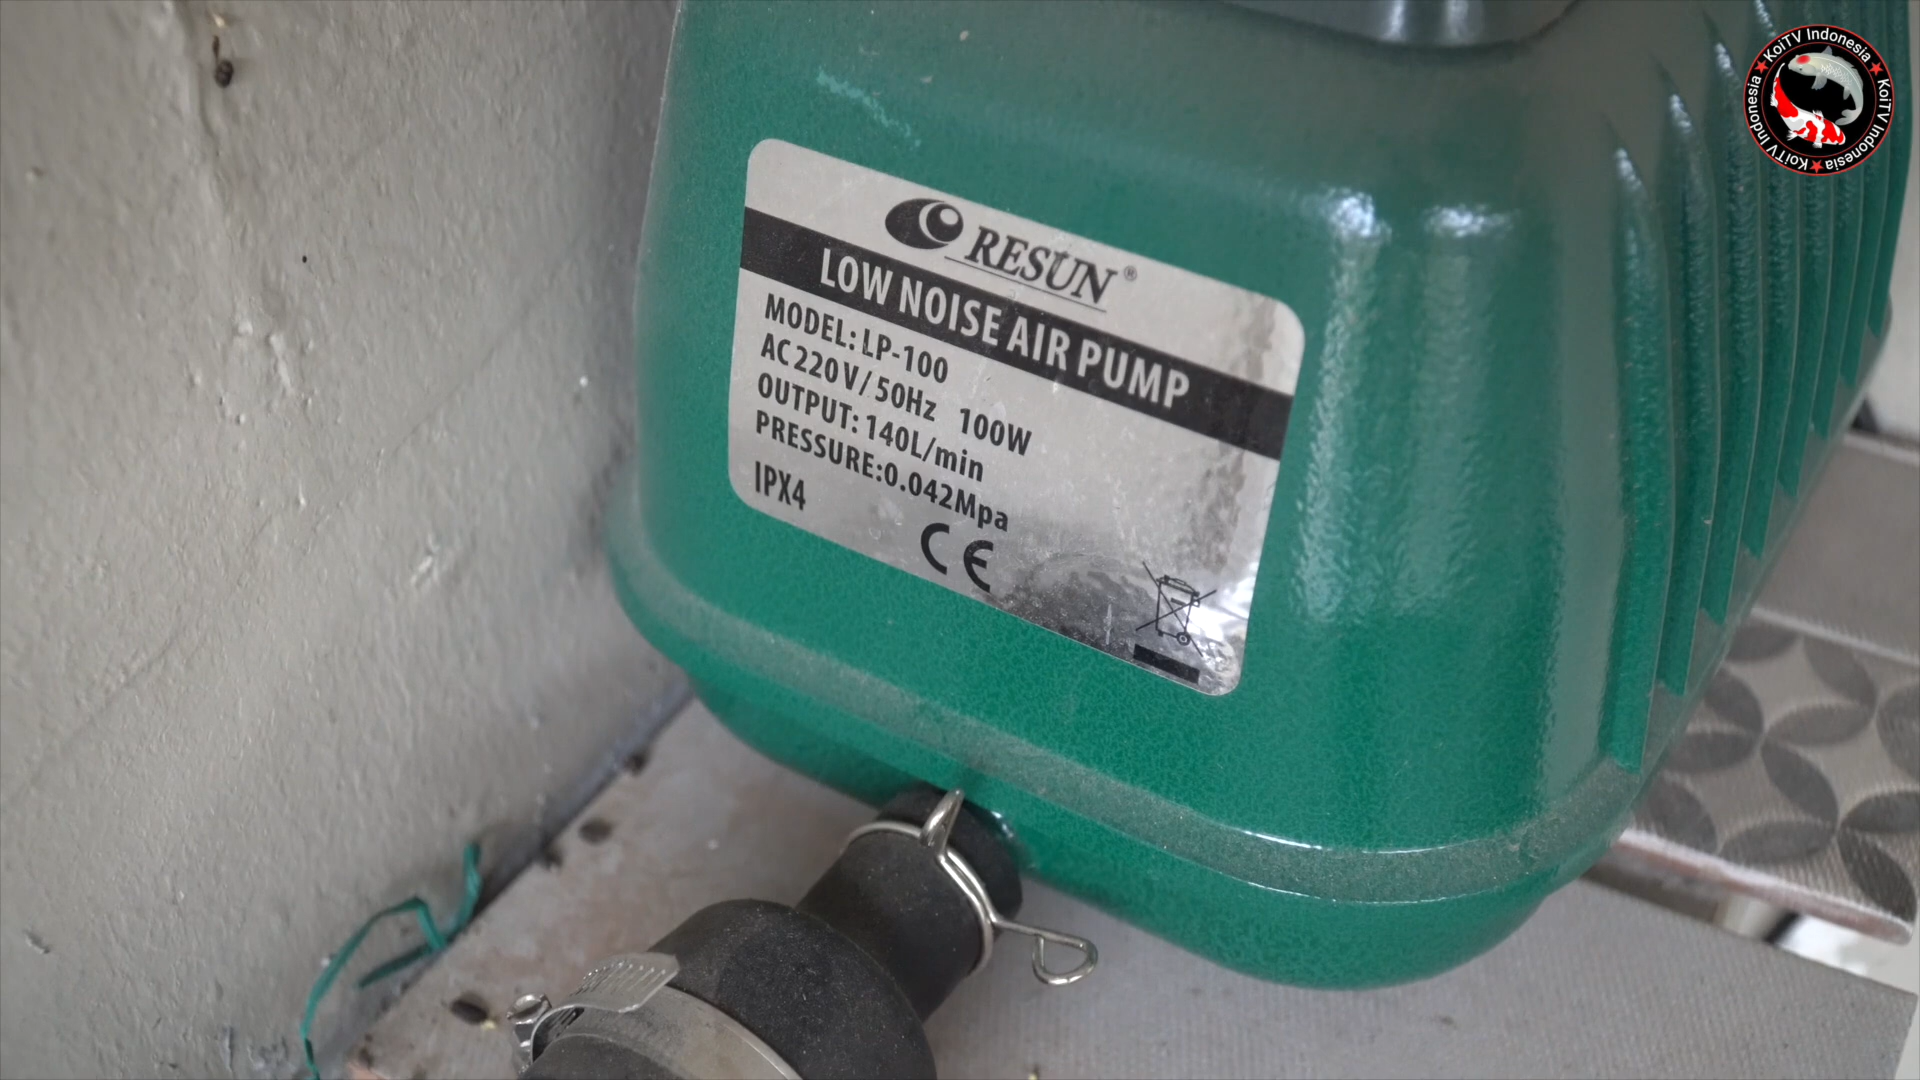 RESUN®
LOW NOISE AIR PUMP
MODEL: LP-100
AC220V/50Hz 100W
OUTPUT: 140L/min
PRESSURE:0.042Mpa
IPX4
CE
KoiTV Indonesia ★ KoiTV Indonesia ★ KoiTV Indonesia ★